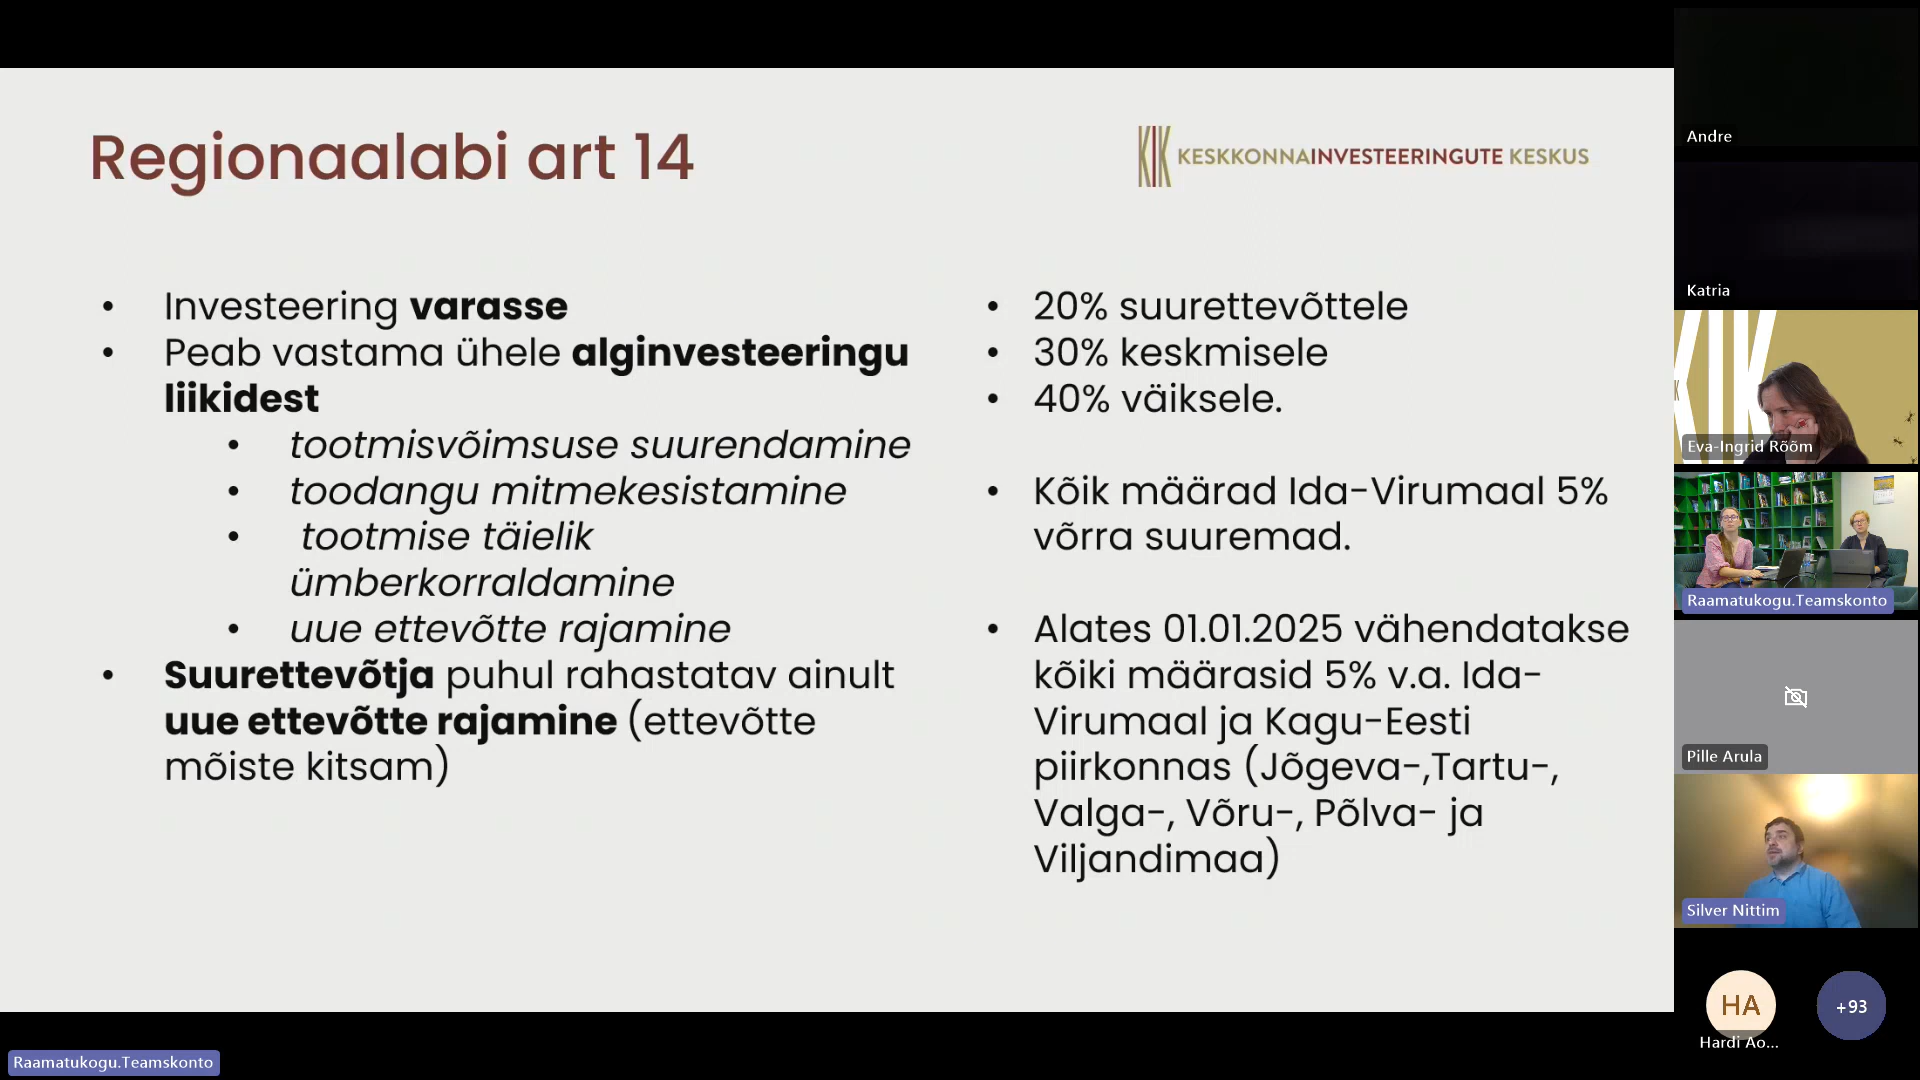 Regionaalabi art 14
KIK KESKKONNAINVESTEERINGUTE KESKUS
• Investeering varasse
• Peab vastama ühele alginvesteeringu
liikidest
• tootmisvõimsuse suurendamine
• toodangu mitmekesistamine
• tootmise täielik
ümberkorraldamine
• uue ettevõtte rajamine
• Suurettevõtja puhul rahastatav ainult
uue ettevõtte rajamine (ettevõtte
mõiste kitsam)
• 20% suurettevõttele
• 30% keskmisele
• 40% väiksele.
• Kõik määrad Ida-Virumaal 5%
võrra suuremad.
• Alates 01.01.2025 vähendatakse
kõiki määrasid 5% v.a. Ida-
Virumaal ja Kagu-Eesti
piirkonnas (Jõgeva-,Tartu-,
Valga-, Võru-, Põlva- ja
Viljandimaa)
Andre
Katria
Eva-Ingrid Rõõm
Raamatukogu.Teamskonto
Pille Arula
Silver Nittim
HA
Hardi Ao...
+93
Raamatukogu.Teamskonto